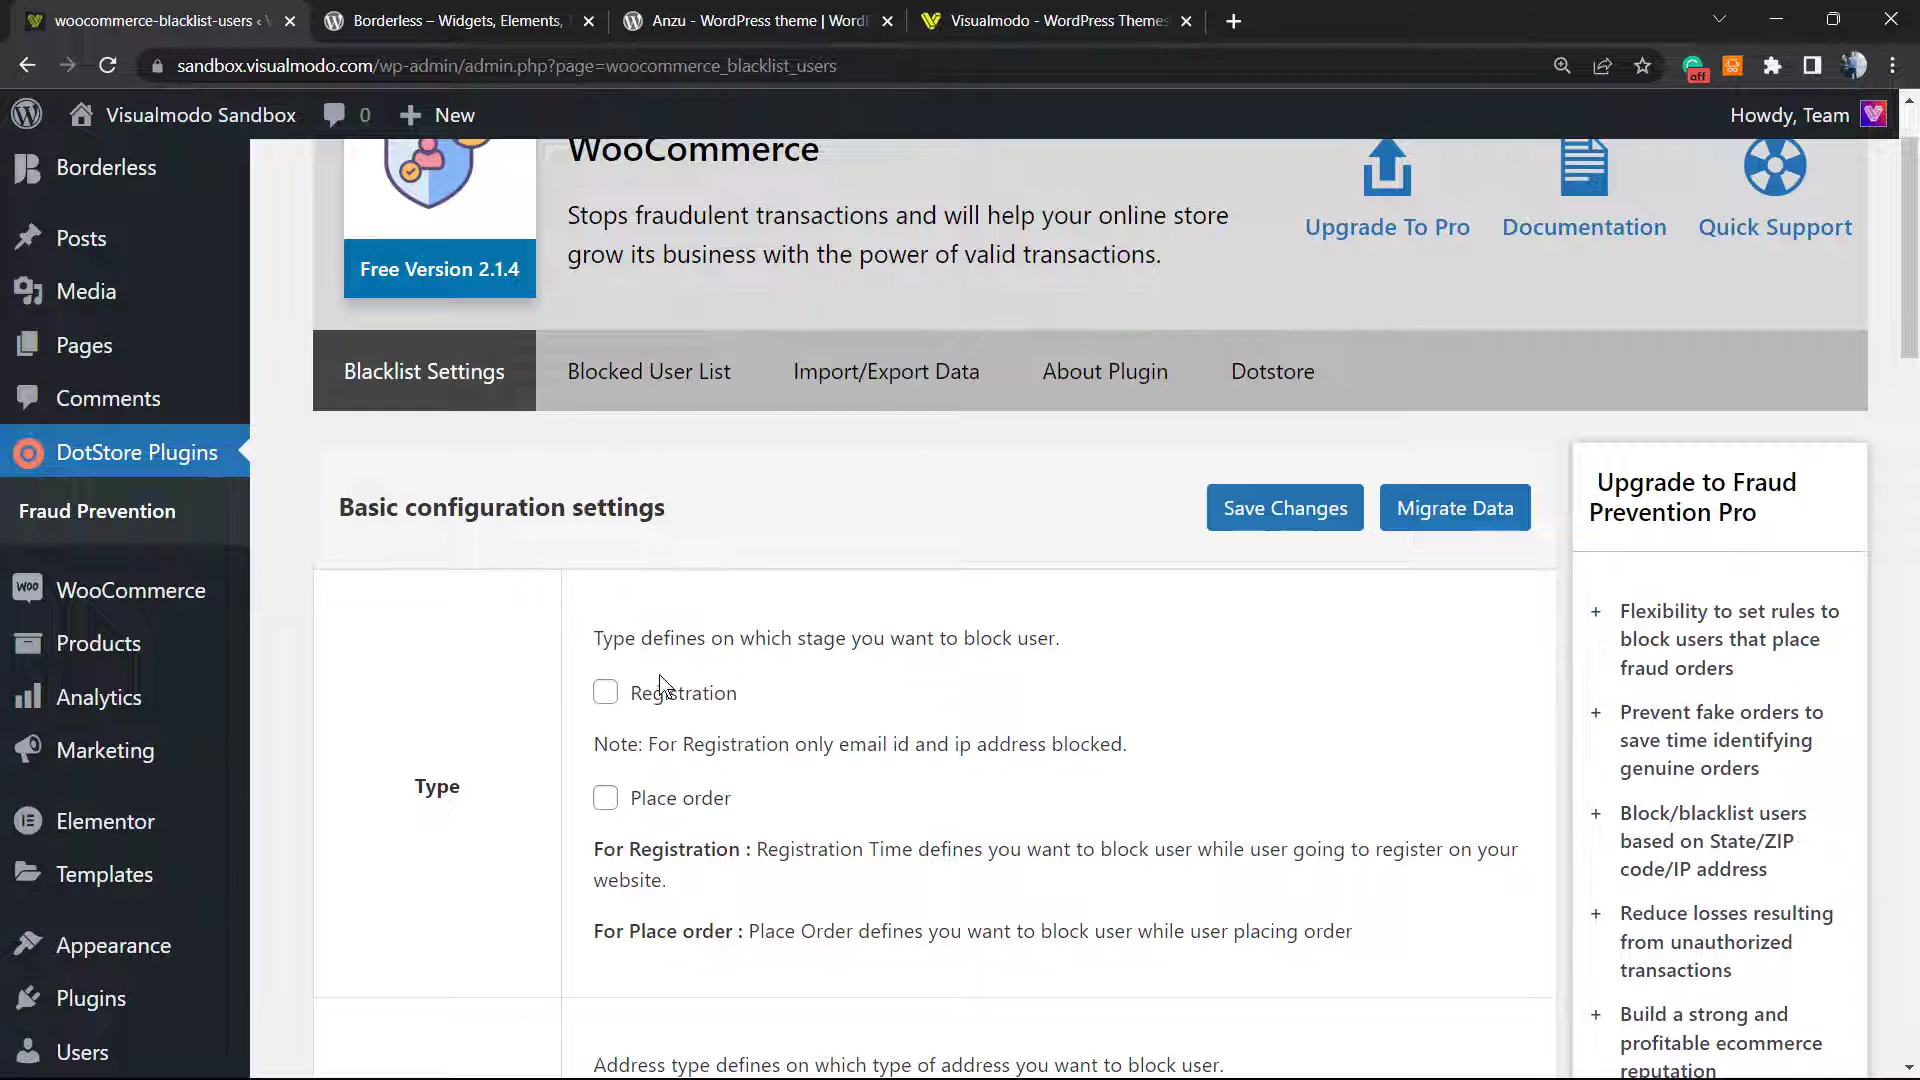 woocommerce-blacklist-users ‹
Borderless – Widgets, Elements,
Anzu - WordPress theme | Word
Visualmodo - WordPress Themes
sandbox.visualmodo.com/wp-admin/admin.php?page=woocommerce_blacklist_users
off
Visualmodo Sandbox
0
New
Howdy, Team
Borderless
Posts
Media
Pages
Comments
DotStore Plugins
Fraud Prevention
WooCommerce
Products
Analytics
Marketing
Elementor
Templates
Appearance
Plugins
Users
WooCommerce
Stops fraudulent transactions and will help your online store
grow its business with the power of valid transactions.
Free Version 2.1.4
Upgrade To Pro
Documentation
Quick Support
Blacklist Settings
Blocked User List
Import/Export Data
About Plugin
Dotstore
Basic configuration settings
Save Changes
Migrate Data
Type
Type defines on which stage you want to block user.
Registration
Note: For Registration only email id and ip address blocked.
Place order
For Registration : Registration Time defines you want to block user while user going to register on your
website.
For Place order : Place Order defines you want to block user while user placing order
Address type defines on which type of address you want to block user.
Upgrade to Fraud
Prevention Pro
+ Flexibility to set rules to
block users that place
fraud orders
+ Prevent fake orders to
save time identifying
genuine orders
+ Block/blacklist users
based on State/ZIP
code/IP address
+ Reduce losses resulting
from unauthorized
transactions
+ Build a strong and
profitable ecommerce
reputation